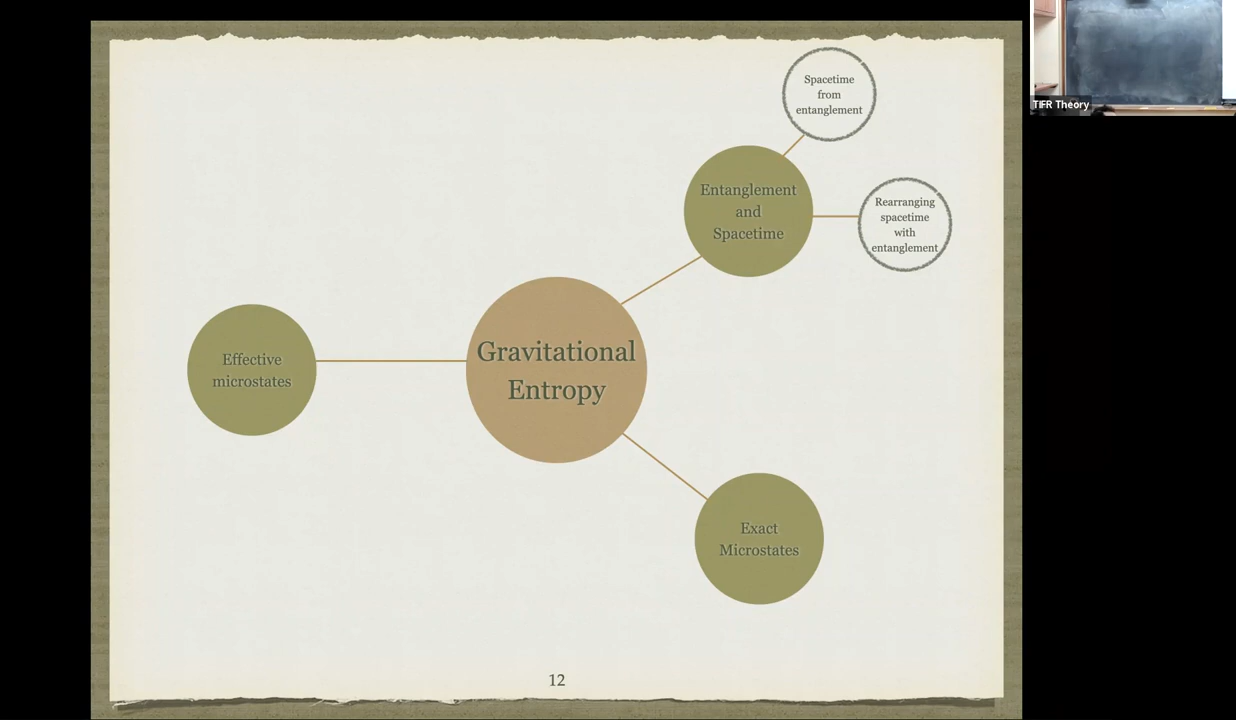 Spacetime
from
entanglement
Entanglement
and
Spacetime
Rearranging
spacetime
with
entanglement
Gravitational
Entropy
Effective
microstates
Exact
Microstates
12
TIFR Theory